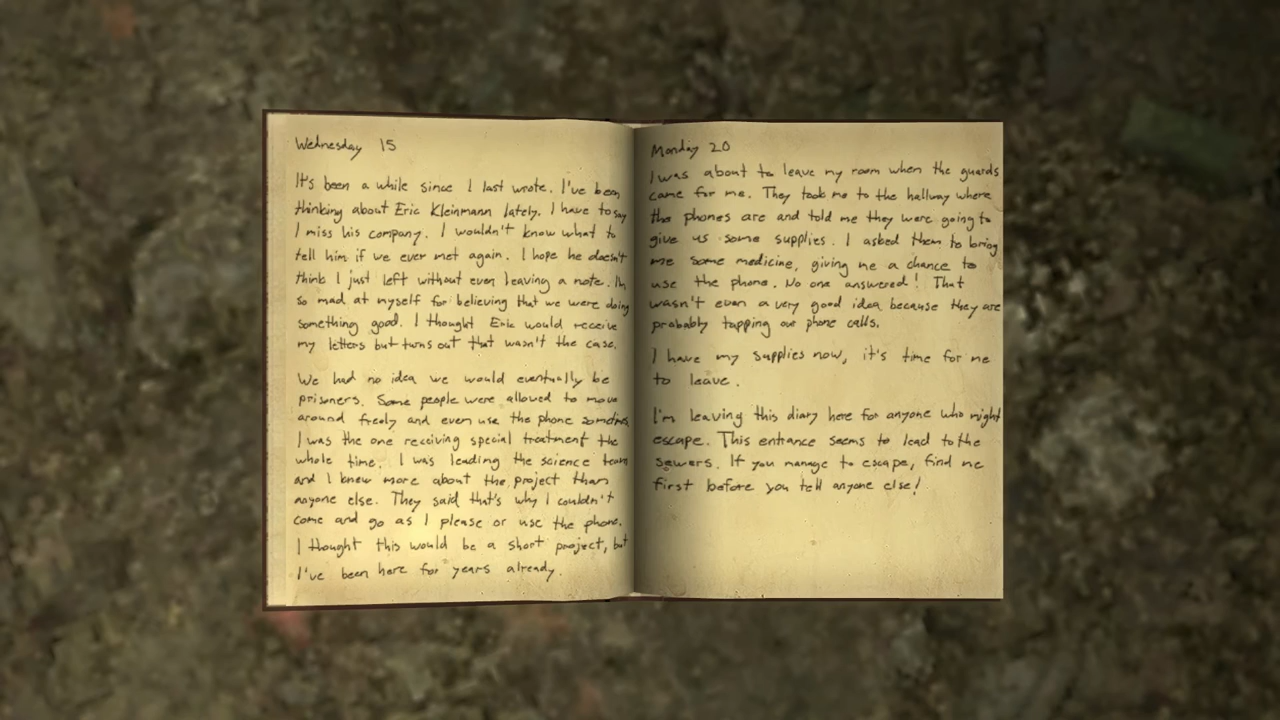 Wednesday 15
It's been a while since I last wrote. I've been
thinking about Eric Kleinmann lately. I have to say
I miss his company. I wouldn't know what to
tell him if we ever met again. I hope he doesn't
think I just left without even leaving a note. I'm
so mad at myself for believing that we were doing
something good. I thought Eric would receive
my letters but turns out that wasn't the case.
We had no idea we would eventually be
prisoners. Some people were allowed to move
around freely and even use the phone sometimes.
I was the one receiving special treatment the
whole time. I was leading the science team
and I knew more about the project than
anyone else. They said that's why I couldn't
come and go as I please or use the phone.
I thought this would be a short project, but
I've been here for years already.
Monday 20
I was about to leave my room when the guards
came for me. They took me to the hallway where
the phones are and told me they were going to
give us some supplies. I asked them to bring
me some medicine, giving me a chance to
use the phone. No one answered! That
wasn't even a very good idea because they are
probably tapping our phone calls.
I have my supplies now, it's time for me
to leave.
I'm leaving this diary here for anyone who might
escape. This entrance seems to lead to the
sewers. If you manage to escape, find me
first before you tell anyone else!